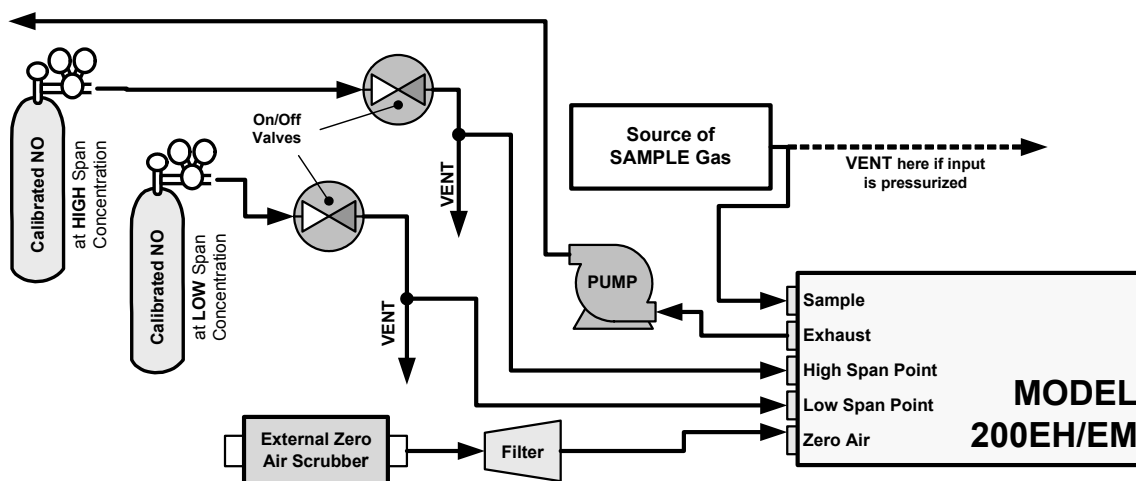 Calibrated NO
at HIGH Span
Concentration
Calibrated NO
at LOW Span
Concentration
On/Off
Valves
VENT
VENT
Source of
SAMPLE Gas
VENT here if input
is pressurized
PUMP
Sample
Exhaust
High Span Point
Low Span Point
Zero Air
MODEL
200EH/EM
External Zero
Air Scrubber
Filter